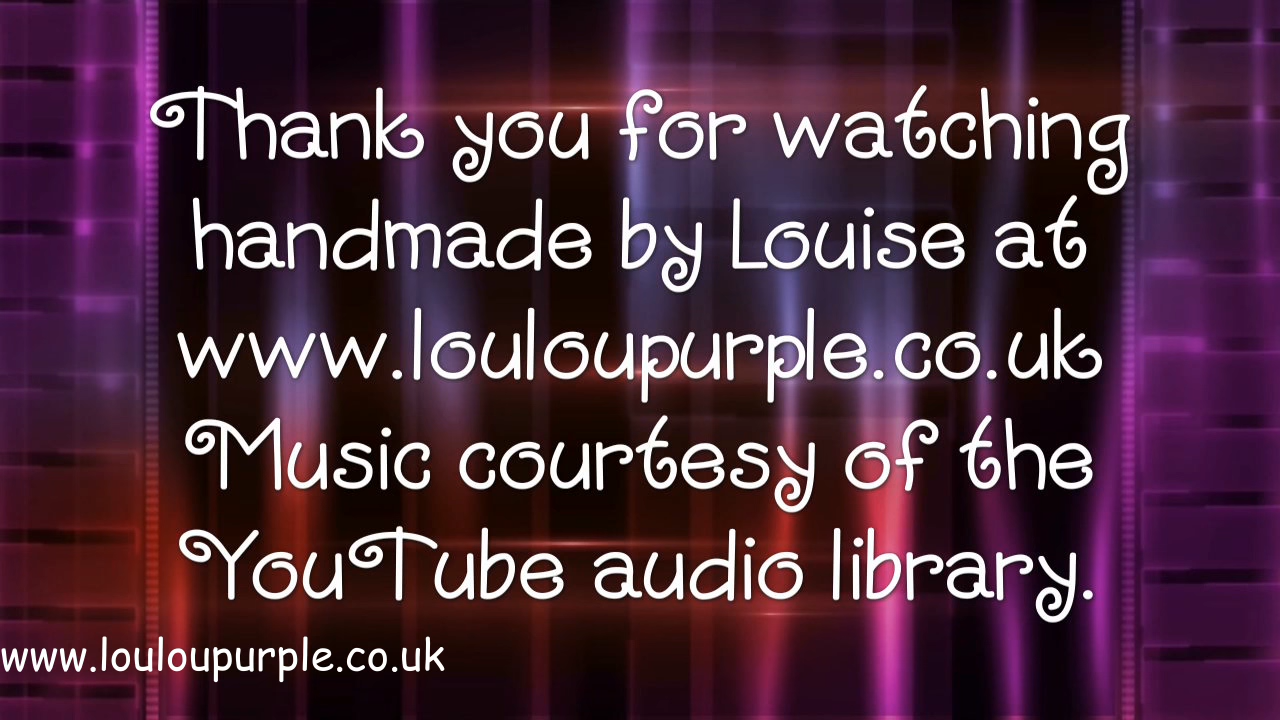 Thank you for watching
handmade by Louise at
www.louloupurple.co.uk
Music courtesy of the
YouTube audio library.
www.louloupurple.co.uk